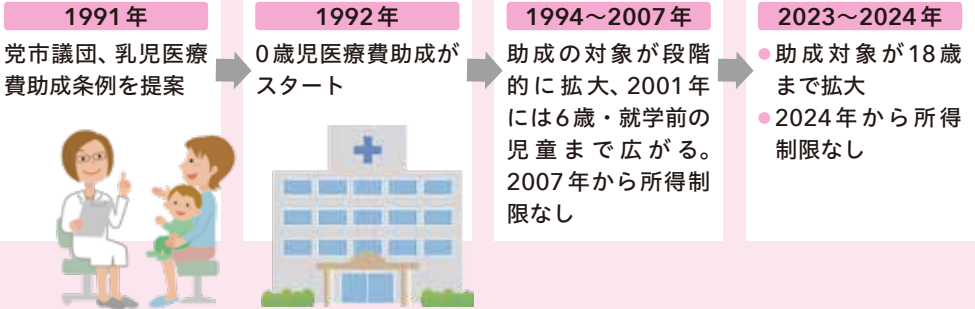 1991年
党市議団、乳児医療
費助成条例を提案
1992年
0歳児医療費助成が
スタート
1994〜2007年
助成の対象が段階
的に拡大、2001年
には6歳・就学前の
児童まで広がる。
2007年から所得制
限なし
2023〜2024年
●助成対象が18歳
まで拡大
●2024年から所得
制限なし